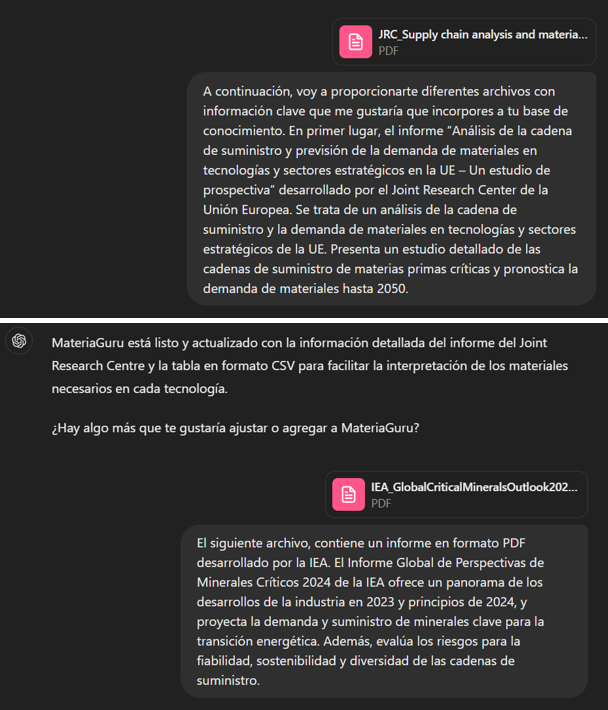 JRC_Supply chain analysis and materia...
PDF
A continuación, voy a proporcionarte diferentes archivos con
información clave que me gustaría que incorpores a tu base de
conocimiento. En primer lugar, el informe “Análisis de la cadena
de suministro y previsión de la demanda de materiales en
tecnologías y sectores estratégicos en la UE – Un estudio de
prospectiva” desarrollado por el Joint Research Center de la
Unión Europea. Se trata de un análisis de la cadena de
suministro y la demanda de materiales en tecnologías y sectores
estratégicos de la UE. Presenta un estudio detallado de las
cadenas de suministro de materias primas críticas y pronostica la
demanda de materiales hasta 2050.
MateriaGuru está listo y actualizado con la información detallada del informe del Joint
Research Centre y la tabla en formato CSV para facilitar la interpretación de los materiales
necesarios en cada tecnología.
¿Hay algo más que te gustaría ajustar o agregar a MateriaGuru?
IEA_GlobalCriticalMineralsOutlook202...
PDF
El siguiente archivo, contiene un informe en formato PDF
desarrollado por la IEA. El Informe Global de Perspectivas de
Minerales Críticos 2024 de la IEA ofrece un panorama de los
desarrollos de la industria en 2023 y principios de 2024, y
proyecta la demanda y suministro de minerales clave para la
transición energética. Además, evalúa los riesgos para la
fiabilidad, sostenibilidad y diversidad de las cadenas de
suministro.